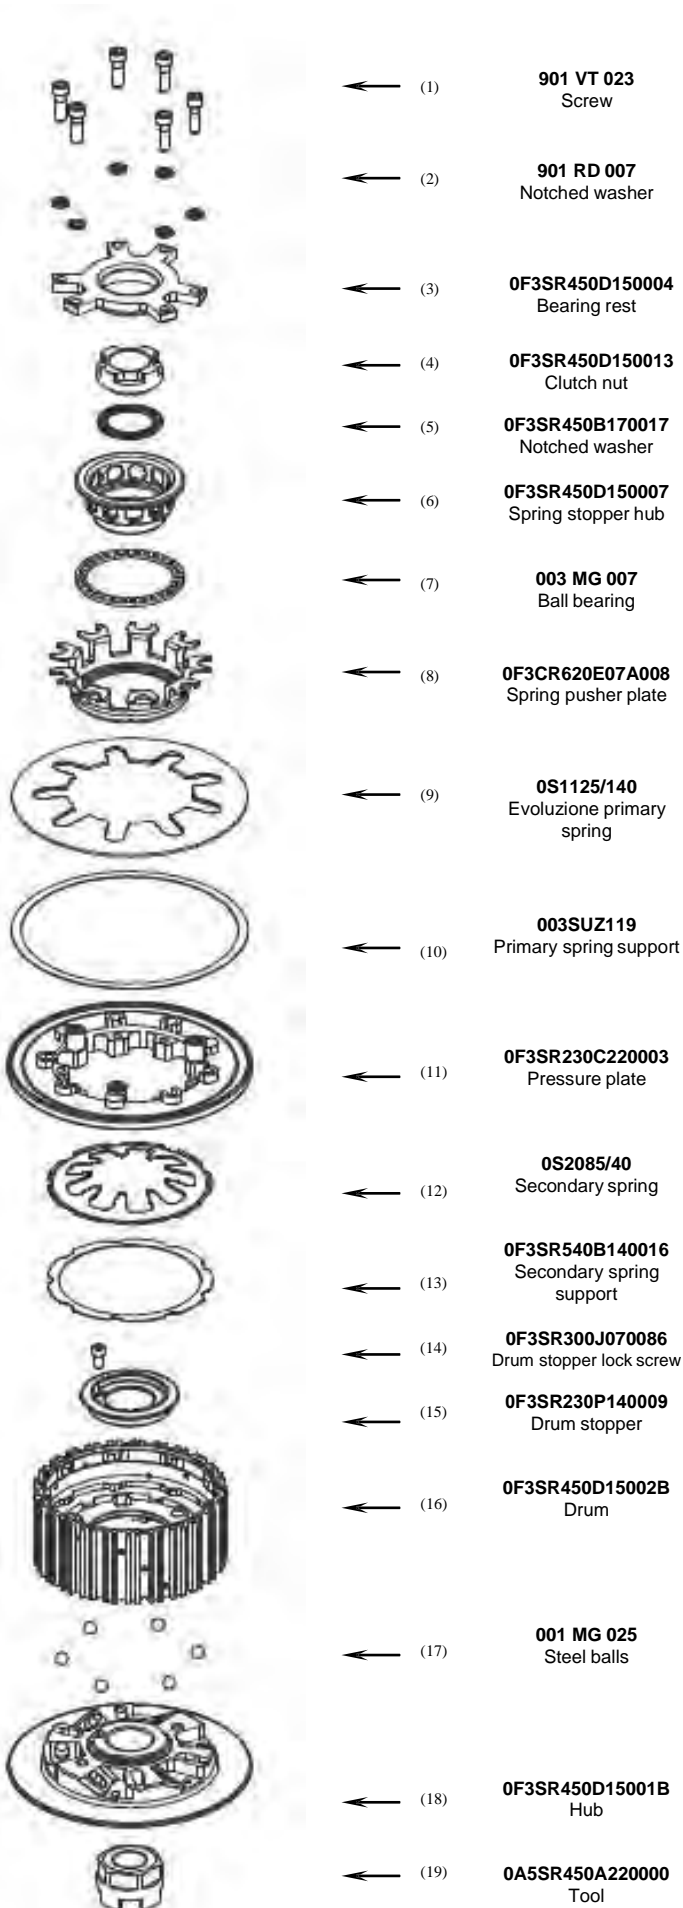 (1) 901 VT 023
Screw
(2) 901 RD 007
Notched washer
(3) 0F3SR450D150004
Bearing rest
(4) 0F3SR450D150013
Clutch nut
(5) 0F3SR450B170017
Notched washer
(6) 0F3SR450D150007
Spring stopper hub
(7) 003 MG 007
Ball bearing
(8) 0F3CR620E07A008
Spring pusher plate
(9) 0S1125/140
Evoluzione primary
spring
(10) 003SUZ119
Primary spring support
(11) 0F3SR230C220003
Pressure plate
(12) 0S2085/40
Secondary spring
(13) 0F3SR540B140016
Secondary spring
support
(14) 0F3SR300J070086
Drum stopper lock screw
(15) 0F3SR230P140009
Drum stopper
(16) 0F3SR450D15002B
Drum
(17) 001 MG 025
Steel balls
(18) 0F3SR450D15001B
Hub
(19) 0A5SR450A220000
Tool